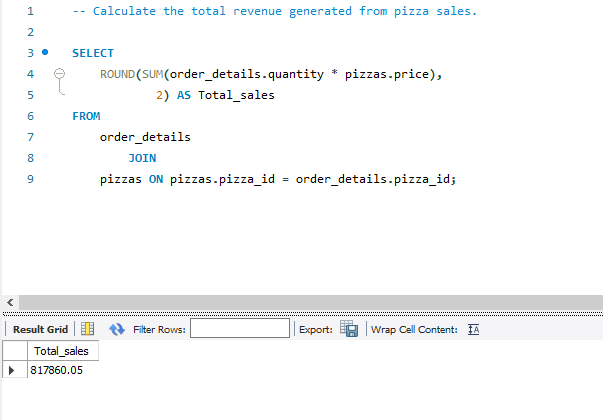 1 -- Calculate the total revenue generated from pizza sales.
2
3 SELECT
4 ROUND(SUM(order_details.quantity * pizzas.price),
5 2) AS Total_sales
6 FROM
7 order_details
8 JOIN
9 pizzas ON pizzas.pizza_id = order_details.pizza_id;
Result Grid Filter Rows: Export: Wrap Cell Content: IA
Total_sales
817860.05